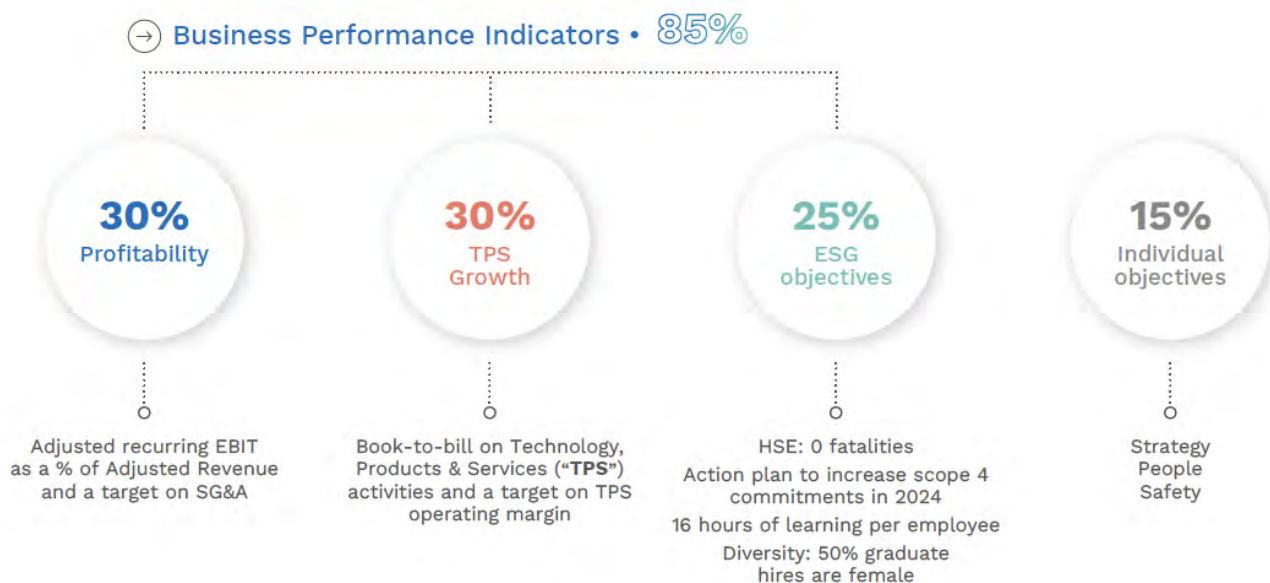 Business Performance Indicators • 85%
30%
Profitability
Adjusted recurring EBIT
as a % of Adjusted Revenue
and a target on SG&A
30%
TPS
Growth
Book-to-bill on Technology,
Products & Services (“TPS”)
activities and a target on TPS
operating margin
25%
ESG
objectives
HSE: 0 fatalities
Action plan to increase scope 4
commitments in 2024
16 hours of learning per employee
Diversity: 50% graduate
hires are female
15%
Individual
objectives
Strategy
People
Safety